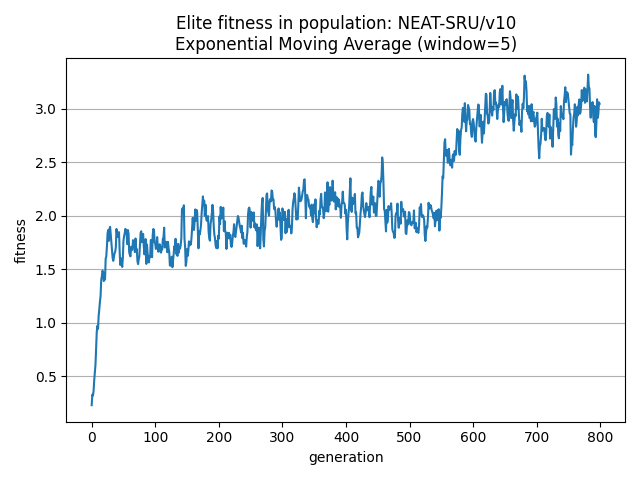 Elite fitness in population: NEAT-SRU/v10
Exponential Moving Average (window=5)
fitness
3.0
2.5
2.0
1.5
1.0
0.5
0 100 200 300 400 500 600 700 800
generation